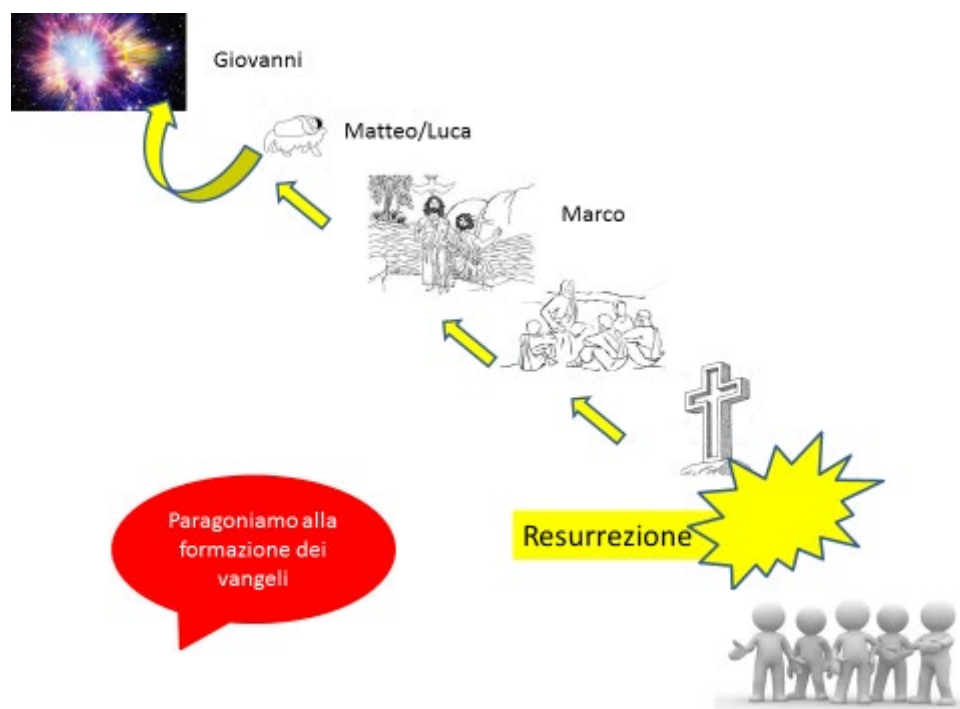 Giovanni
Matteo/Luca
Marco
Paragoniamo alla
formazione dei
vangeli
Resurrezione